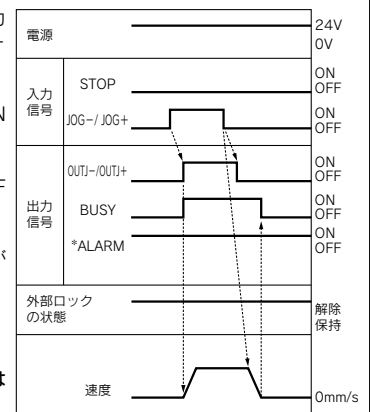 電源
24V
0V
入力
信号
STOP
ON
OFF
JOG−/JOG+
ON
OFF
出力
信号
OUTJ−/OUTJ+
ON
OFF
BUSY
ON
OFF
*ALARM
ON
OFF
外部ロック
の状態
解除
保持
速度
0mm/s
が
は